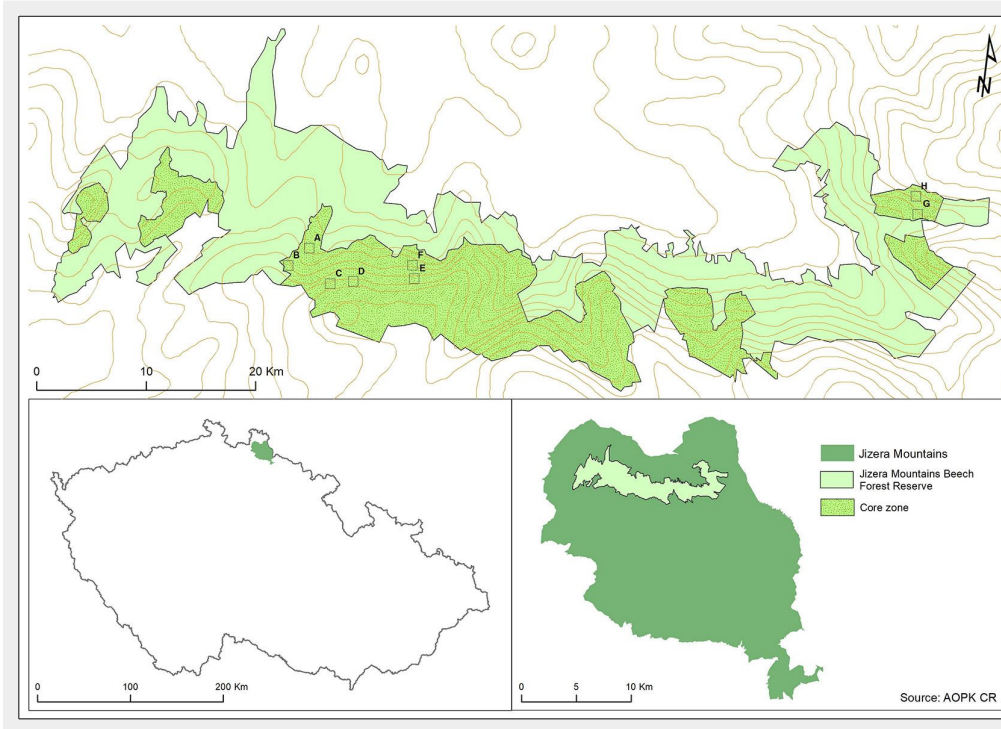 N
H
G
A
B
F
C
D
E
0
10
20 Km
Jizera Mountains
Jizera Mountains Beech
Forest Reserve
Core zone
0
100
200 Km
0
5
10 Km
Source: AOPK CR